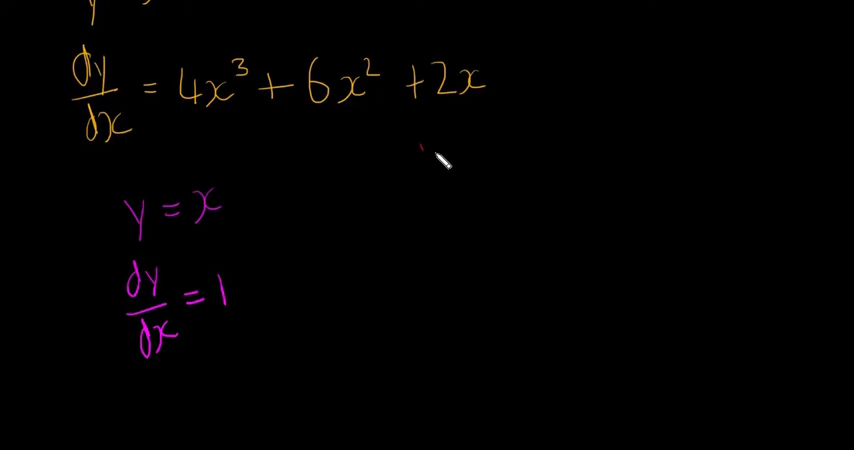 dy/dx = 4x³ + 6x² + 2x
y = x
dy/dx = 1